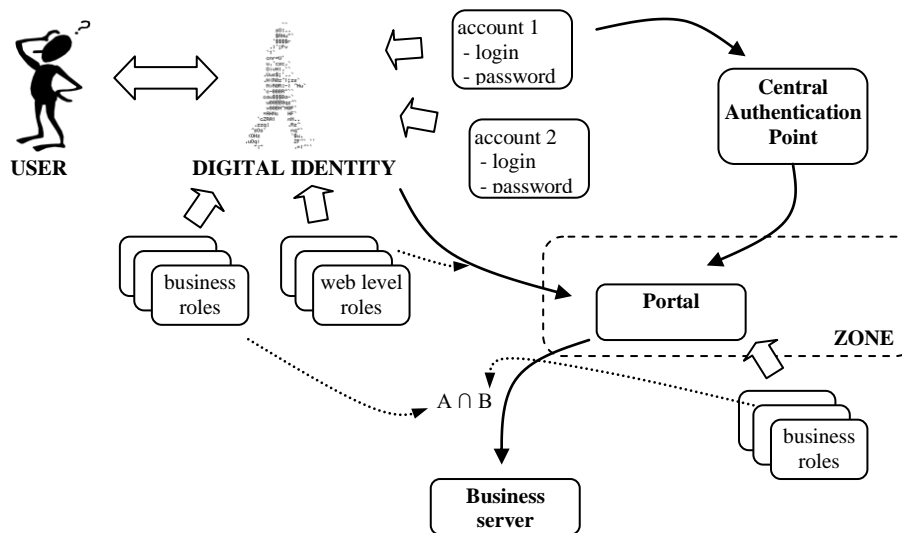 ?
account 1
- login
- password
Central
Authentication
Point
account 2
- login
- password
USER
DIGITAL IDENTITY
business
roles
web level
roles
Portal
ZONE
A ∩ B
business
roles
Business
server